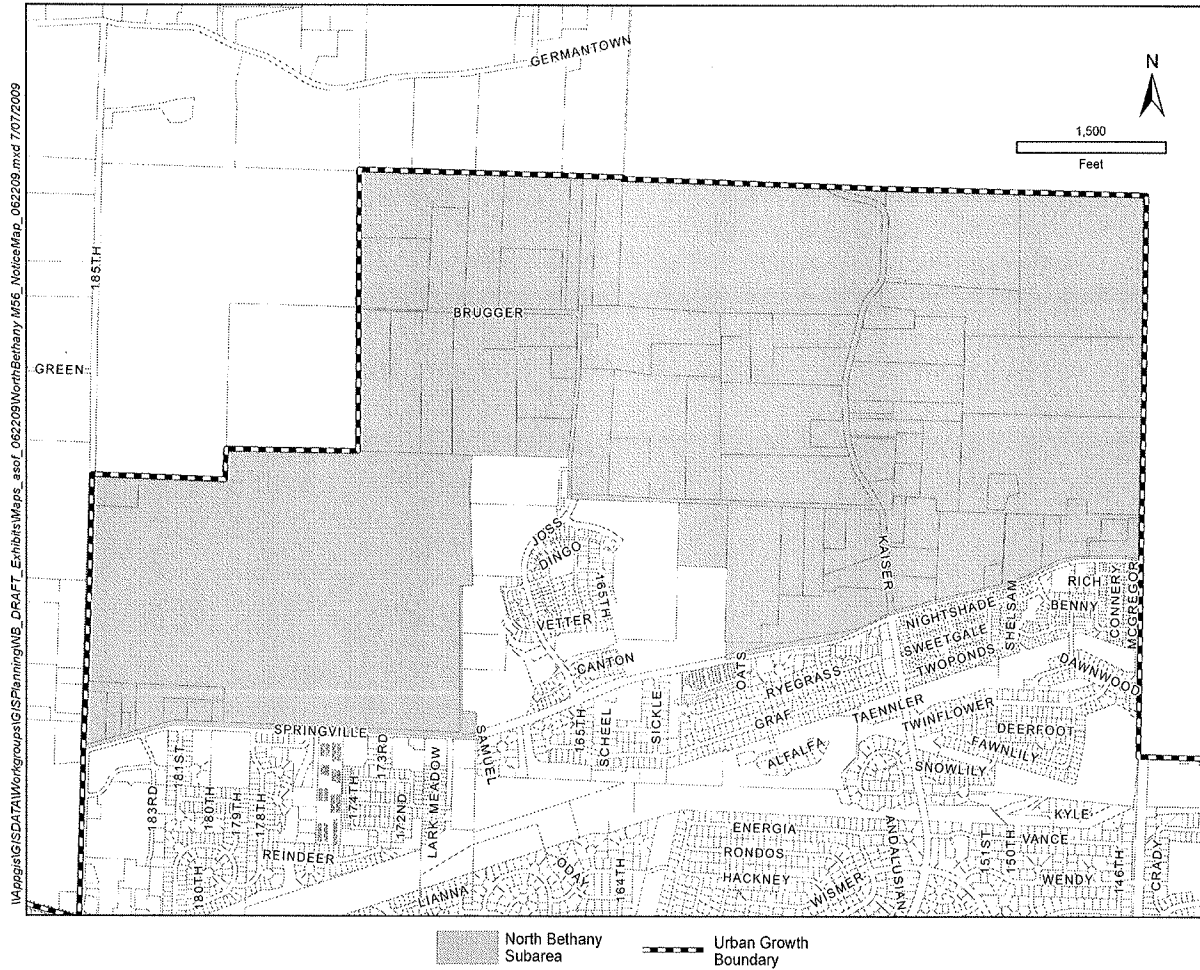 \\Appgis\GISDATA\Workgroups\GISPlanning\NB_DRAFT_Exhibits\Maps_asof_062209\NorthBethany M56_NoticeMap_062209.mxd 7/07/2009
GERMANTOWN
N
1,500
Feet
185TH
BRUGGER
GREEN
JOSS
DINGO
165TH
VETTER
CANTON
KAISER
NIGHTSHADE
SWEETGALE
TWOPONDS
SHELSAM
RICH
BENNY
CONNERY
MCGREGOR
OATS
RYEGRASS
GRAF
DAWNWOOD
TAENNLER
TWINFLOWER
DEERFOOT
FAWNLILY
SNOWLILY
ALFALFA
SPRINGVILLE
SAMUEL
165TH
SCHEEL
SICKLE
181ST
183RD
180TH
179TH
178TH
174TH
173RD
172ND
LARK MEADOW
REINDEER
180TH
LIANNA
ODAY
164TH
ENERGIA
RONDOS
HACKNEY
WISMER
ANDALUSIAN
151ST
150TH
KYLE
VANCE
WENDY
146TH
CRADY
North Bethany
Subarea
Urban Growth
Boundary